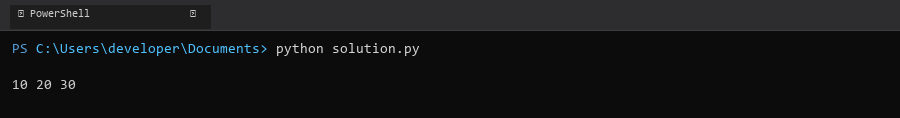 PowerShell
PS C:\Users\developer\Documents> python solution.py
10 20 30